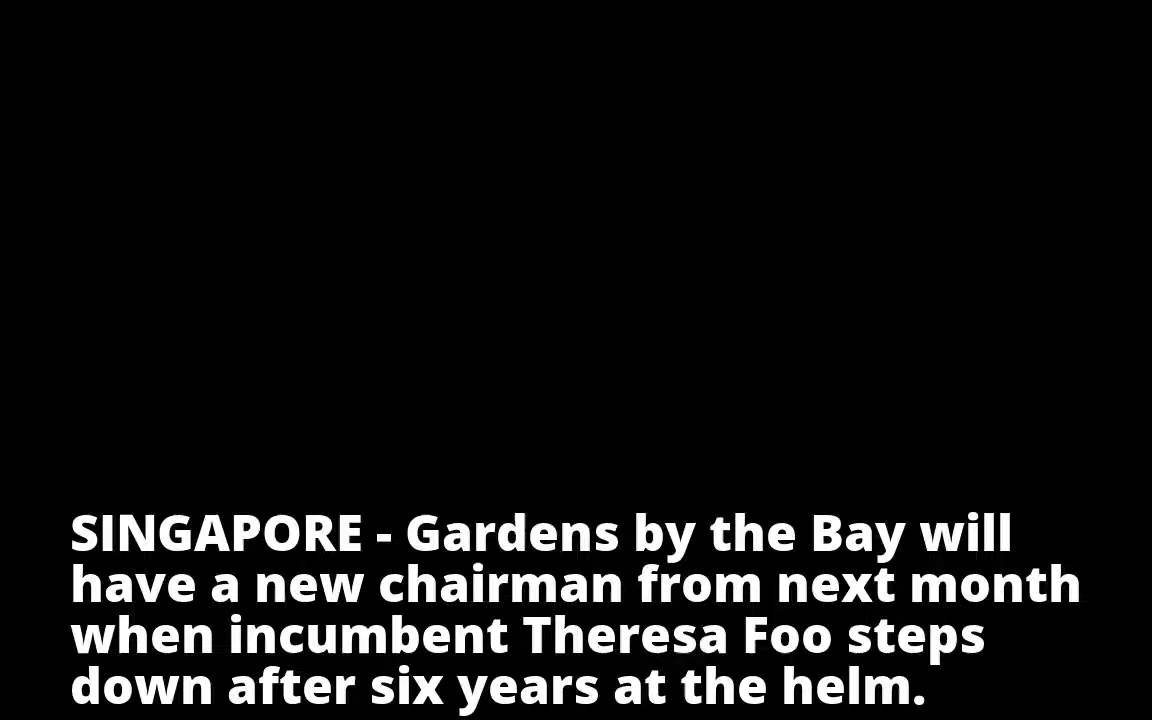 SINGAPORE - Gardens by the Bay will
have a new chairman from next month
when incumbent Theresa Foo steps
down after six years at the helm.